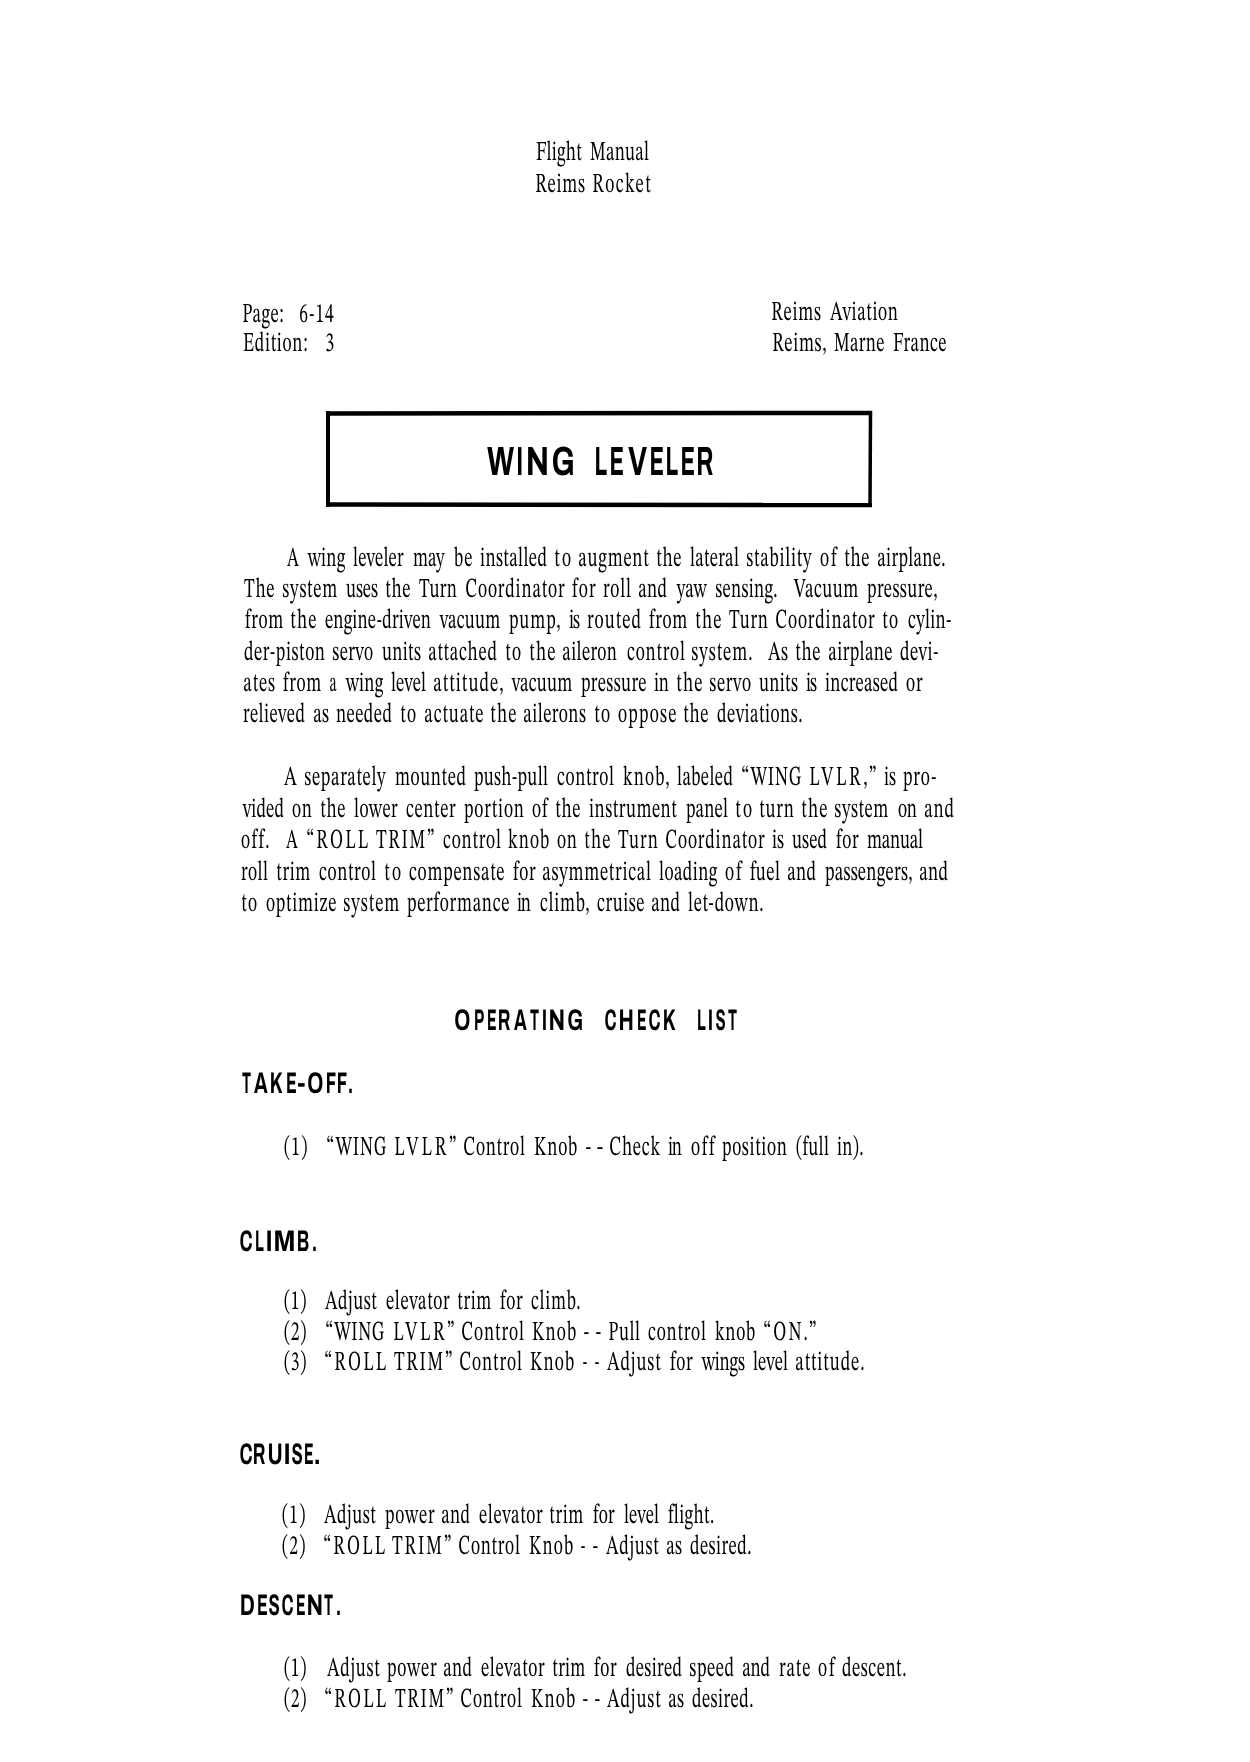 Flight Manual
Reims Rocket
Page: 6-14
Edition: 3
Reims Aviation
Reims, Marne France
WING LEVELER
A wing leveler may be installed to augment the lateral stability of the airplane.
The system uses the Turn Coordinator for roll and yaw sensing. Vacuum pressure,
from the engine-driven vacuum pump, is routed from the Turn Coordinator to cylin-
der-piston servo units attached to the aileron control system. As the airplane devi-
ates from a wing level attitude, vacuum pressure in the servo units is increased or
relieved as needed to actuate the ailerons to oppose the deviations.
A separately mounted push-pull control knob, labeled “WING LVLR,” is pro-
vided on the lower center portion of the instrument panel to turn the system on and
off. A “ROLL TRIM” control knob on the Turn Coordinator is used for manual
roll trim control to compensate for asymmetrical loading of fuel and passengers, and
to optimize system performance in climb, cruise and let-down.
OPERATING CHECK LIST
TAKE-OFF.
(1) “WING LVLR” Control Knob - - Check in off position (full in).
CLIMB.
(1) Adjust elevator trim for climb.
(2) “WING LVLR” Control Knob - - Pull control knob “ON.”
(3) “ROLL TRIM” Control Knob - - Adjust for wings level attitude.
CRUISE.
(1) Adjust power and elevator trim for level flight.
(2) “ROLL TRIM” Control Knob - - Adjust as desired.
DESCENT.
(1) Adjust power and elevator trim for desired speed and rate of descent.
(2) “ROLL TRIM” Control Knob - - Adjust as desired.